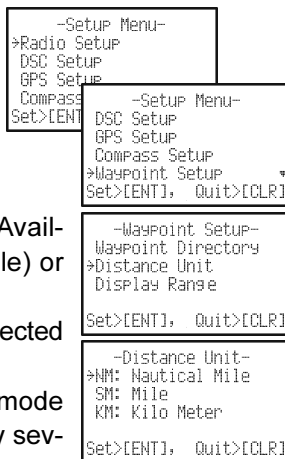 -Setup Menu-
→Radio Setup
DSC Setup
GPS Setup
Compass
Set>[ENT
-Setup Menu-
DSC Setup
GPS Setup
Compass Setup
→Waypoint Setup ▼
Set>[ENT], Quit>[CLR]
Avail-
le) or
-Waypoint Setup-
Waypoint Directory
→Distance Unit
Display Range
Set>[ENT], Quit>[CLR]
ected
mode
y sev-
-Distance Unit-
→NM: Nautical Mile
SM: Mile
KM: Kilo Meter
Set>[ENT], Quit>[CLR]